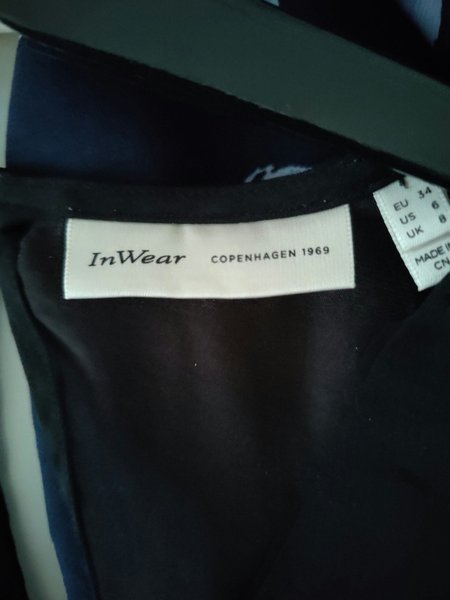 InWear COPENHAGEN 1969
EU 34
US 6
UK 8
MADE IN
CN